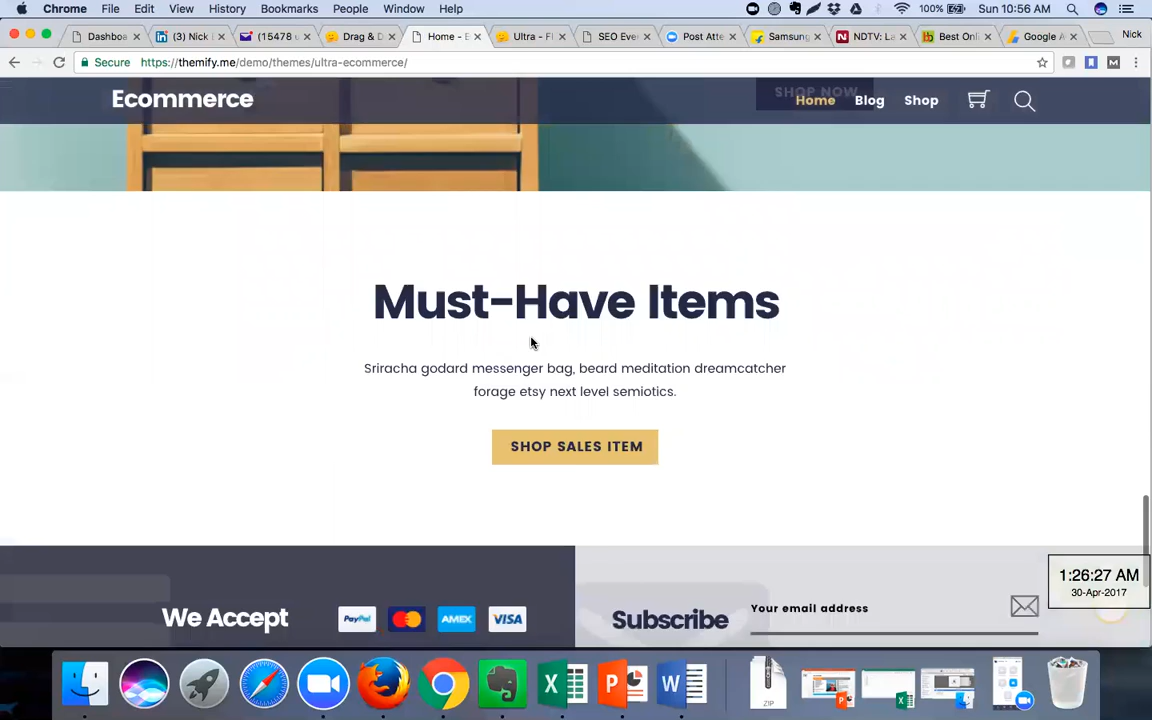 Chrome File Edit View History Bookmarks People Window Help 100% Sun 10:56 AM
Dashboa (3) Nick (15478 Drag & D Home - E Ultra - Fl SEO Eve Post Atte Samsung NDTV: La Best Onli Google A Nick
Secure https://themify.me/demo/themes/ultra-ecommerce/
SHOP NOW
Ecommerce Home Blog Shop
Must-Have Items
Sriracha godard messenger bag, beard meditation dreamcatcher
forage etsy next level semiotics.
SHOP SALES ITEM
1:26:27 AM
30-Apr-2017
We Accept PayPal AMEX VISA Subscribe Your email address
ZIP